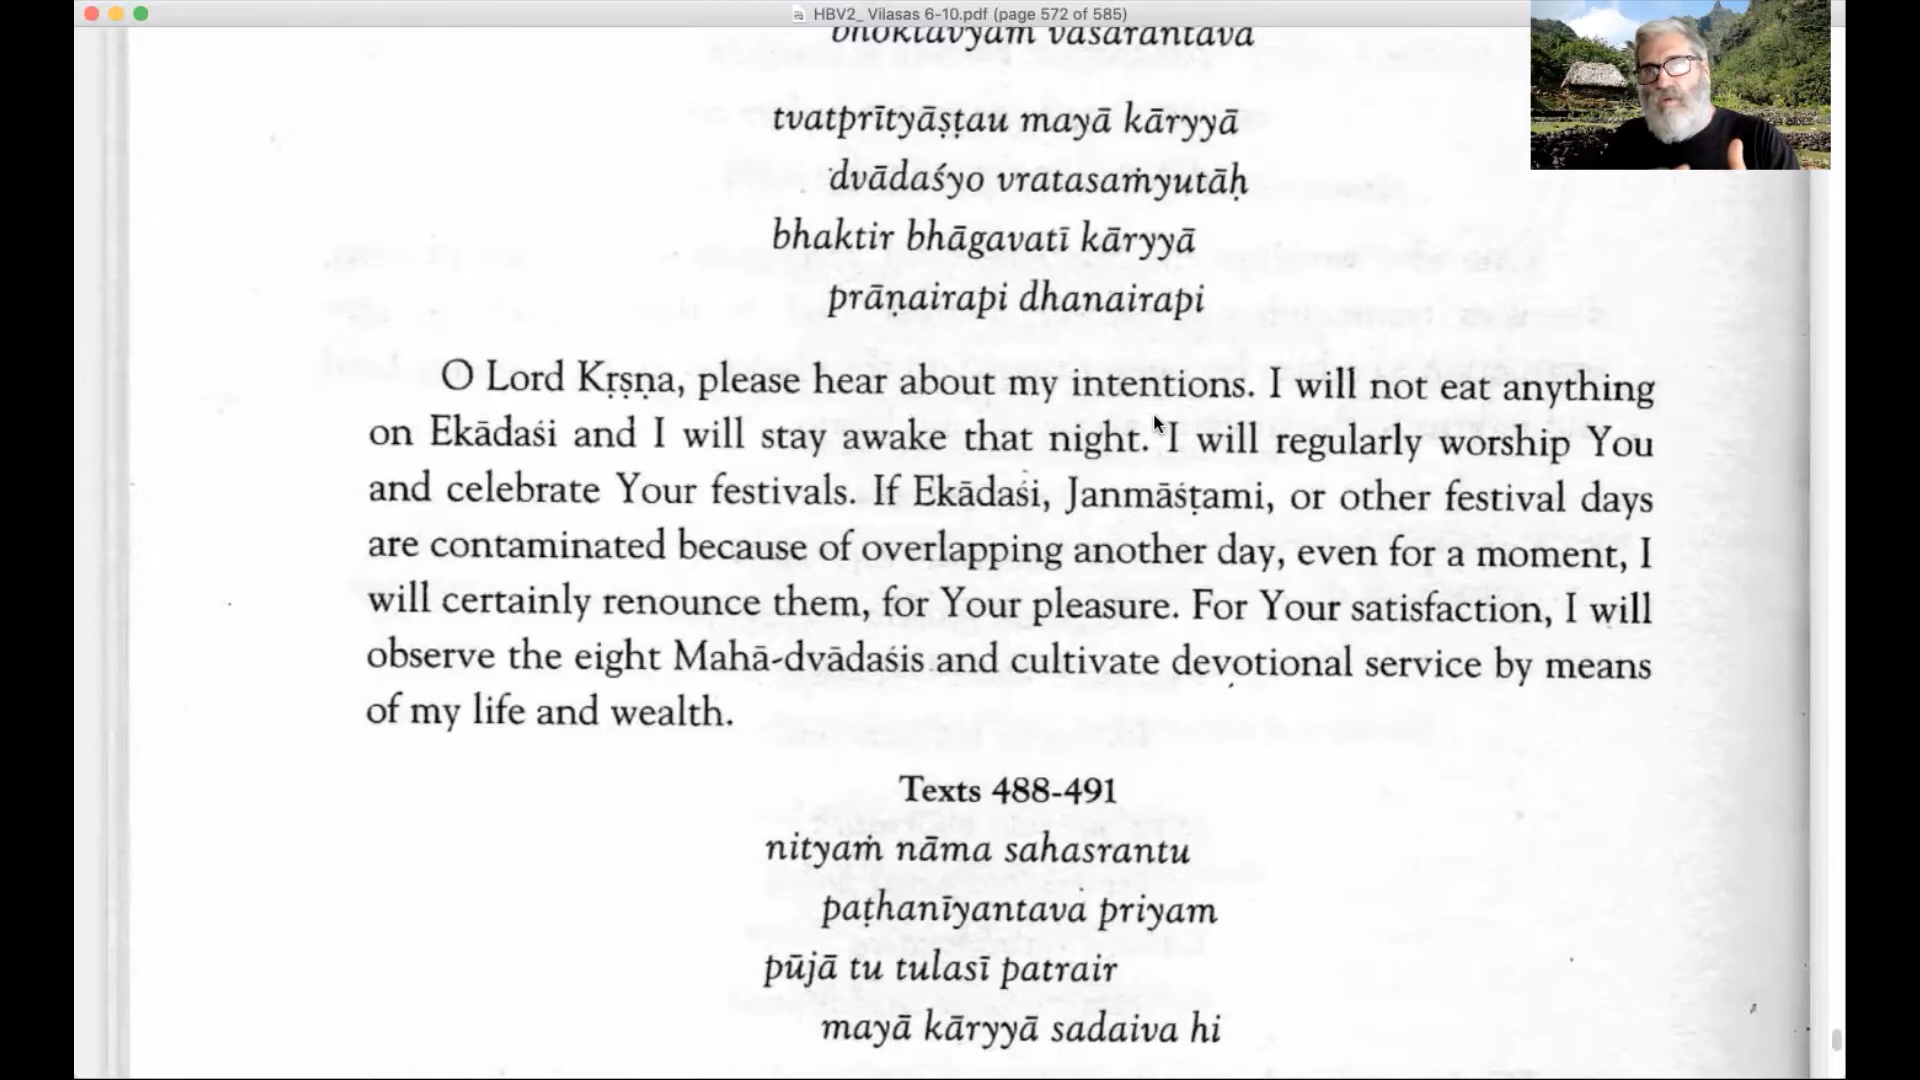 HBV2_ Vilasas 6-10.pdf (page 572 of 585)
bhoktavyaṁ vāsarantava
tvatprītyāṣṭau mayā kāryyā
dvādaśyo vratasaṁyutāḥ
bhaktir bhāgavatī kāryyā
prāṇairapi dhanairapi
O Lord Kṛṣṇa, please hear about my intentions. I will not eat anything
on Ekādaśi and I will stay awake that night. I will regularly worship You
and celebrate Your festivals. If Ekādaśi, Janmāṣṭami, or other festival days
are contaminated because of overlapping another day, even for a moment, I
will certainly renounce them, for Your pleasure. For Your satisfaction, I will
observe the eight Mahā-dvādaśis and cultivate devotional service by means
of my life and wealth.
Texts 488-491
nityaṁ nāma sahasrantu
paṭhanīyantava priyam
pūjā tu tulasī patrair
mayā kāryyā sadaiva hi